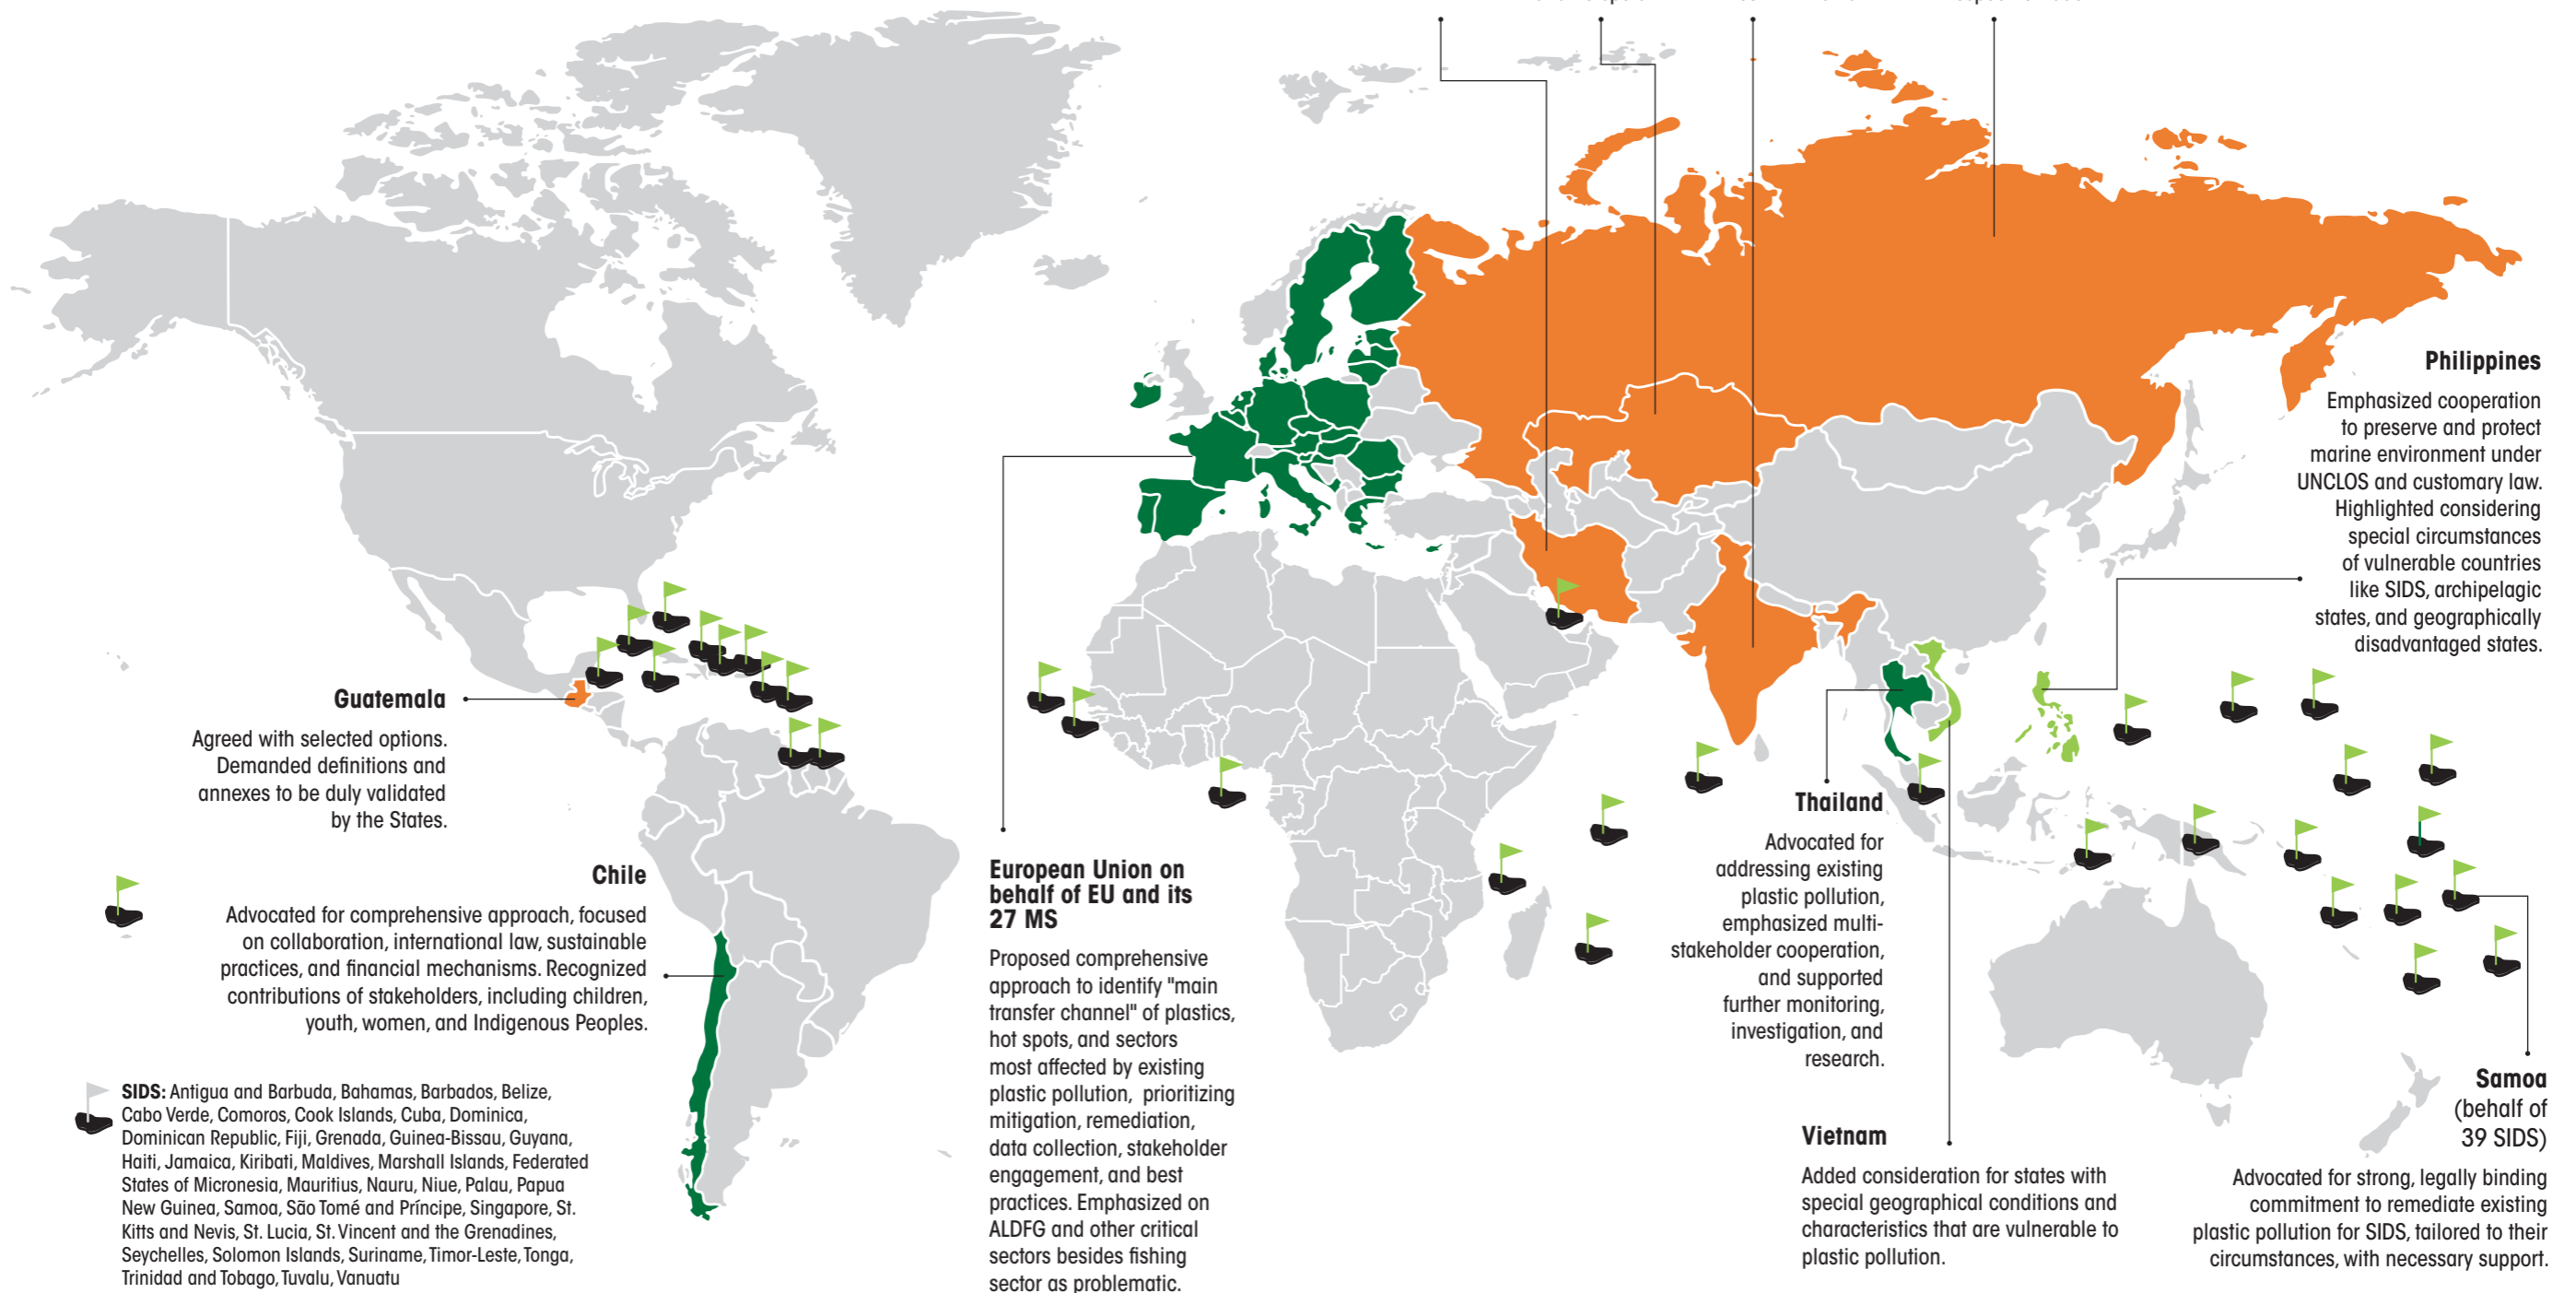 Philippines
Emphasized cooperation
to preserve and protect
marine environment under
UNCLOS and customary law.
Highlighted considering
special circumstances
of vulnerable countries
like SIDS, archipelagic
states, and geographically
disadvantaged states.
Guatemala
Agreed with selected options.
Demanded definitions and
annexes to be duly validated
by the States.
Chile
Advocated for comprehensive approach, focused
on collaboration, international law, sustainable
practices, and financial mechanisms. Recognized
contributions of stakeholders, including children,
youth, women, and Indigenous Peoples.
SIDS: Antigua and Barbuda, Bahamas, Barbados, Belize,
Cabo Verde, Comoros, Cook Islands, Cuba, Dominica,
Dominican Republic, Fiji, Grenada, Guinea-Bissau, Guyana,
Haiti, Jamaica, Kiribati, Maldives, Marshall Islands, Federated
States of Micronesia, Mauritius, Nauru, Niue, Palau, Papua
New Guinea, Samoa, São Tomé and Príncipe, Singapore, St.
Kitts and Nevis, St. Lucia, St. Vincent and the Grenadines,
Seychelles, Solomon Islands, Suriname, Timor-Leste, Tonga,
Trinidad and Tobago, Tuvalu, Vanuatu
European Union on
behalf of EU and its
27 MS
Proposed comprehensive
approach to identify "main
transfer channel" of plastics,
hot spots, and sectors
most affected by existing
plastic pollution, prioritizing
mitigation, remediation,
data collection, stakeholder
engagement, and best
practices. Emphasized on
ALDFG and other critical
sectors besides fishing
sector as problematic.
Thailand
Advocated for
addressing existing
plastic pollution,
emphasized multi-
stakeholder cooperation,
and supported
further monitoring,
investigation, and
research.
Vietnam
Added consideration for states with
special geographical conditions and
characteristics that are vulnerable to
plastic pollution.
Samoa
(behalf of
39 SIDS)
Advocated for strong, legally binding
commitment to remediate existing
plastic pollution for SIDS, tailored to their
circumstances, with necessary support.